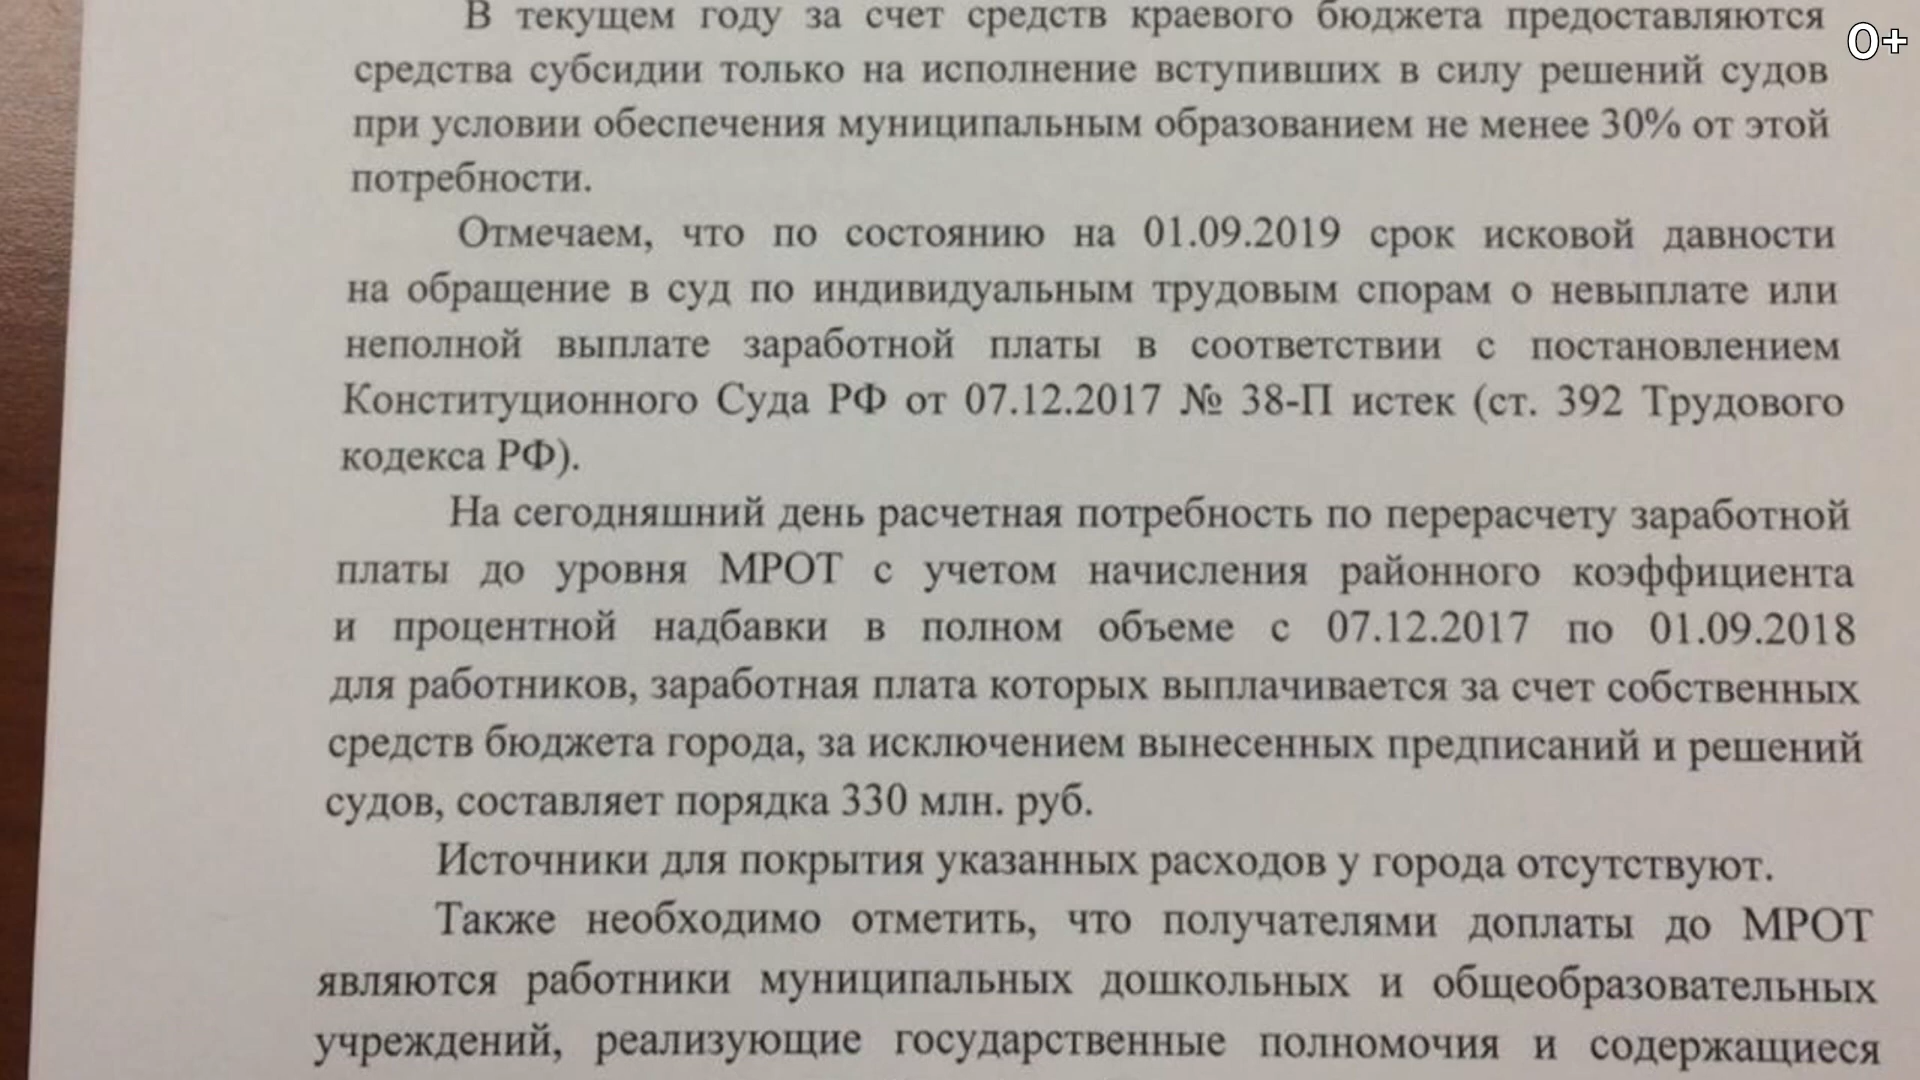 В текущем году за счет средств краевого бюджета предоставляются
0+
средства субсидии только на исполнение вступивших в силу решений судов
при условии обеспечения муниципальным образованием не менее 30% от этой
потребности.
Отмечаем, что по состоянию на 01.09.2019 срок исковой давности
на обращение в суд по индивидуальным трудовым спорам о невыплате или
неполной выплате заработной платы в соответствии с постановлением
Конституционного Суда РФ от 07.12.2017 № 38-П истек (ст. 392 Трудового
кодекса РФ).
На сегодняшний день расчетная потребность по перерасчету заработной
платы до уровня МРОТ с учетом начисления районного коэффициента
и процентной надбавки в полном объеме с 07.12.2017 по 01.09.2018
для работников, заработная плата которых выплачивается за счет собственных
средств бюджета города, за исключением вынесенных предписаний и решений
судов, составляет порядка 330 млн. руб.
Источники для покрытия указанных расходов у города отсутствуют.
Также необходимо отметить, что получателями доплаты до МРОТ
являются работники муниципальных дошкольных и общеобразовательных
учреждений, реализующие государственные полномочия и содержащиеся